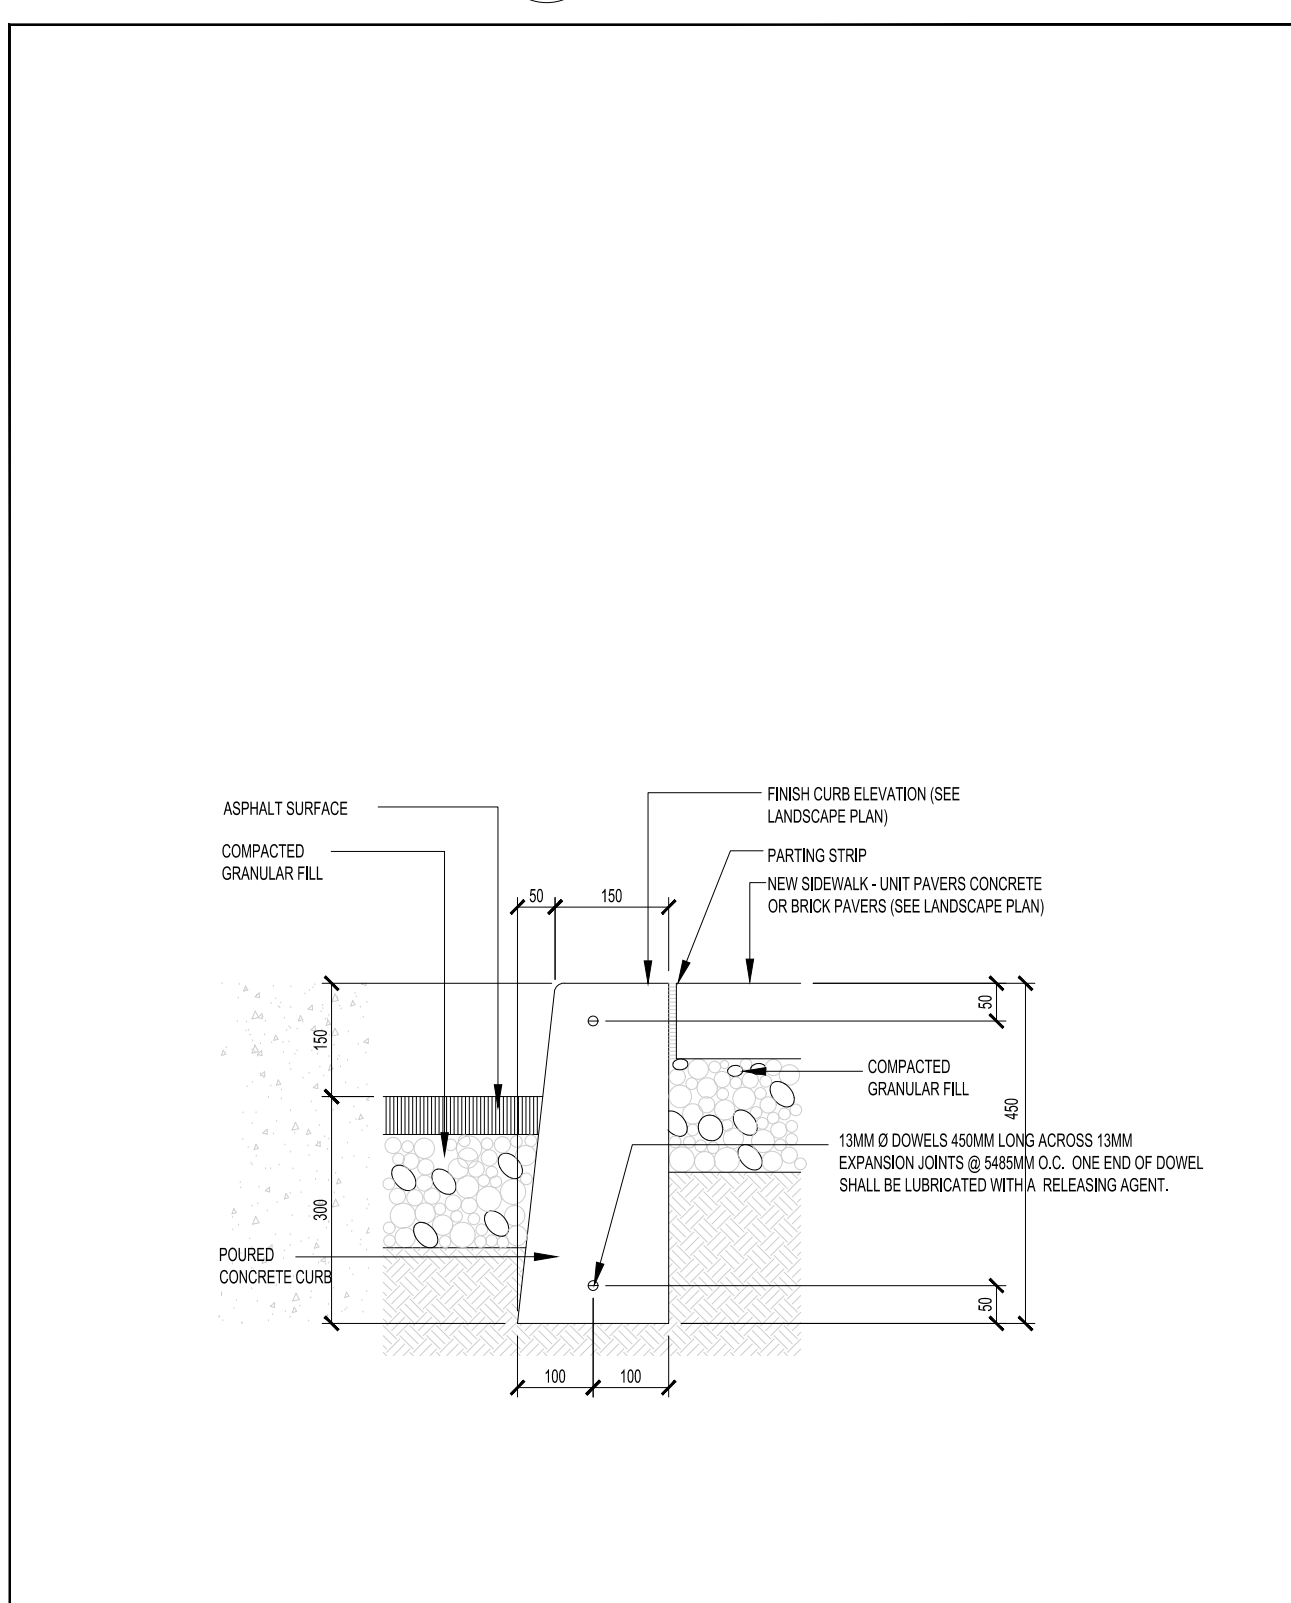 FINISH CURB ELEVATION (SEE
LANDSCAPE PLAN)
ASPHALT SURFACE
COMPACTED
GRANULAR FILL
PARTING STRIP
NEW SIDEWALK - UNIT PAVERS CONCRETE
OR BRICK PAVERS (SEE LANDSCAPE PLAN)
50
150
50
150
COMPACTED
GRANULAR FILL
450
13MM Ø DOWELS 450MM LONG ACROSS 13MM
EXPANSION JOINTS @ 5485MM O.C. ONE END OF DOWEL
SHALL BE LUBRICATED WITH A RELEASING AGENT.
300
POURED
CONCRETE CURB
50
100
100